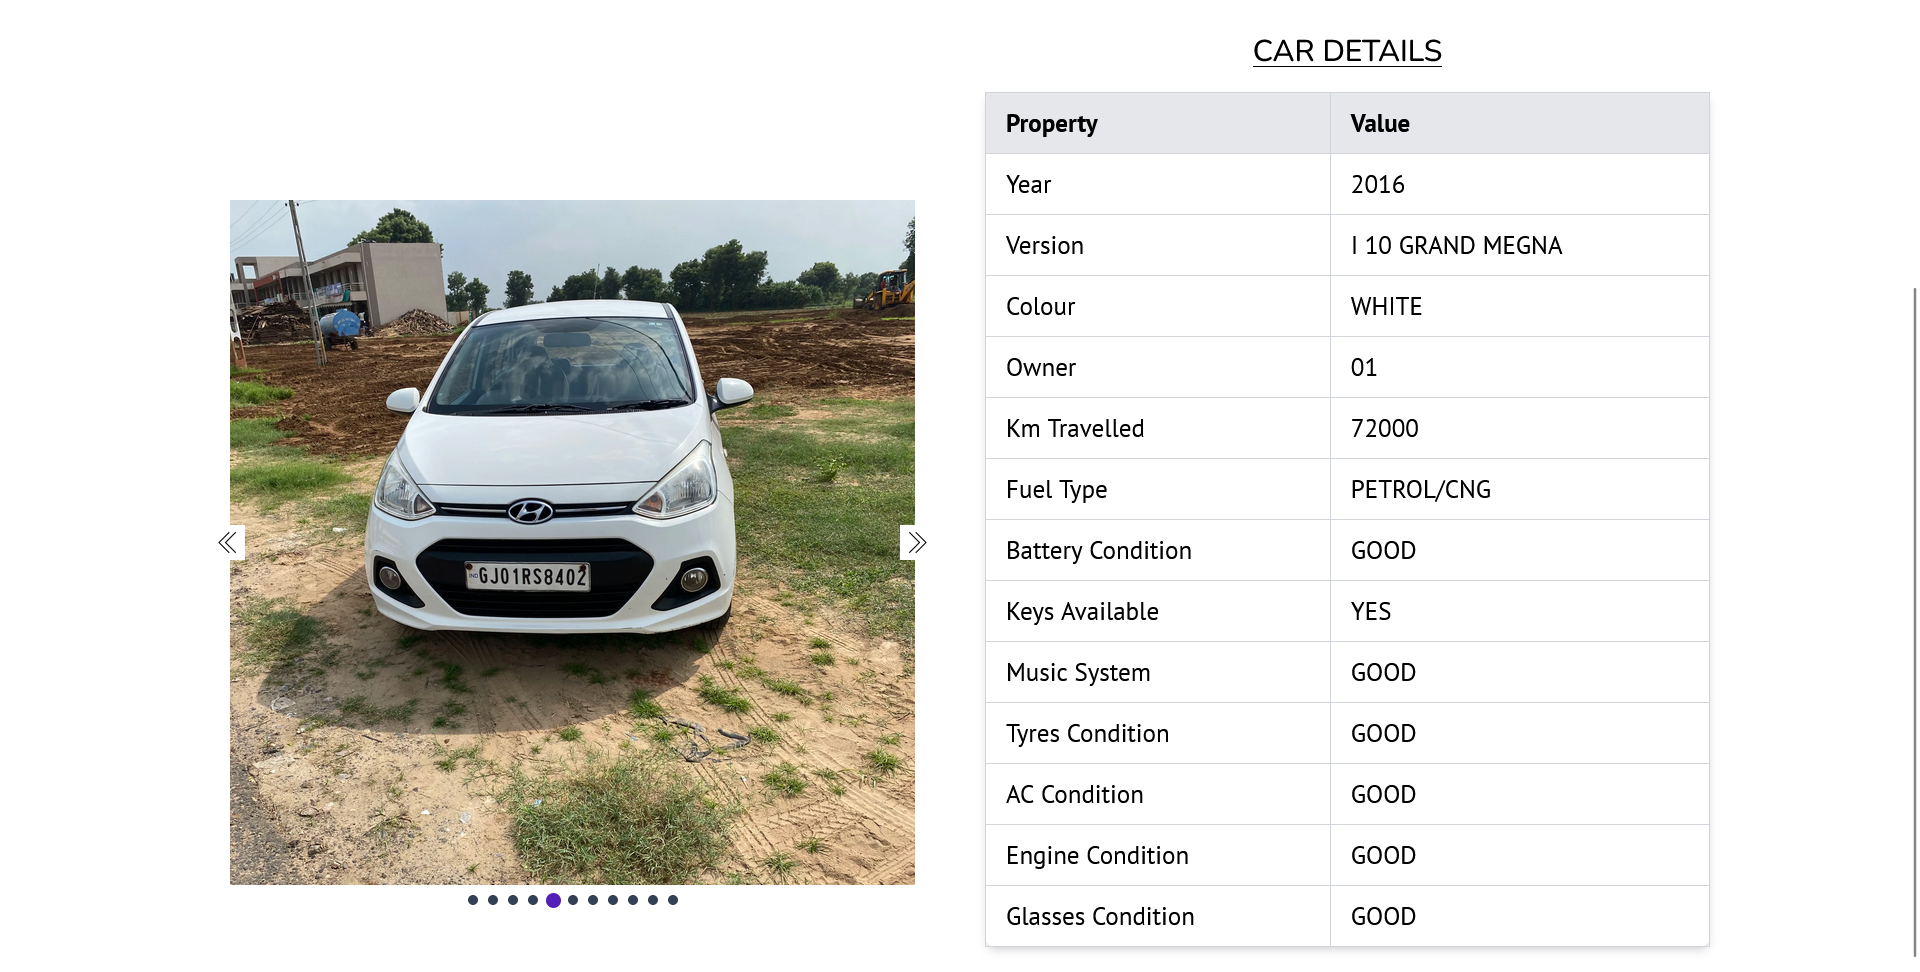 CAR DETAILS
Property Value
Year 2016
Version I 10 GRAND MEGNA
Colour WHITE
Owner 01
Km Travelled 72000
Fuel Type PETROL/CNG
Battery Condition GOOD
Keys Available YES
Music System GOOD
Tyres Condition GOOD
AC Condition GOOD
Engine Condition GOOD
Glasses Condition GOOD
IND GJ01RS8402